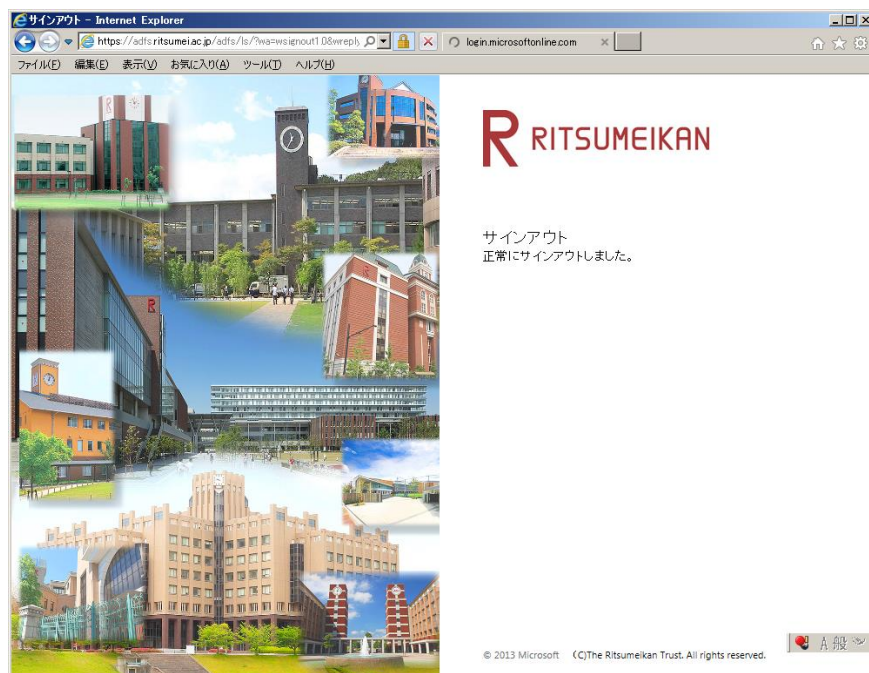 サインアウト - Internet Explorer
https://adfs.ritsumei.ac.jp/adfs/ls/?wa=wsignout1.0&wreply
login.microsoftonline.com
ファイル(F) 編集(E) 表示(V) お気に入り(A) ツール(T) ヘルプ(H)
R RITSUMEIKAN
サインアウト
正常にサインアウトしました。
A 般
© 2013 Microsoft (C)The Ritsumeikan Trust. All rights reserved.